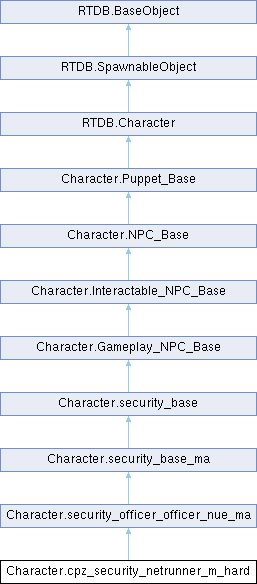 RTDB.BaseObject
RTDB.SpawnableObject
RTDB.Character
Character.Puppet_Base
Character.NPC_Base
Character.Interactable_NPC_Base
Character.Gameplay_NPC_Base
Character.security_base
Character.security_base_ma
Character.security_officer_officer_nue_ma
Character.cpz_security_netrunner_m_hard